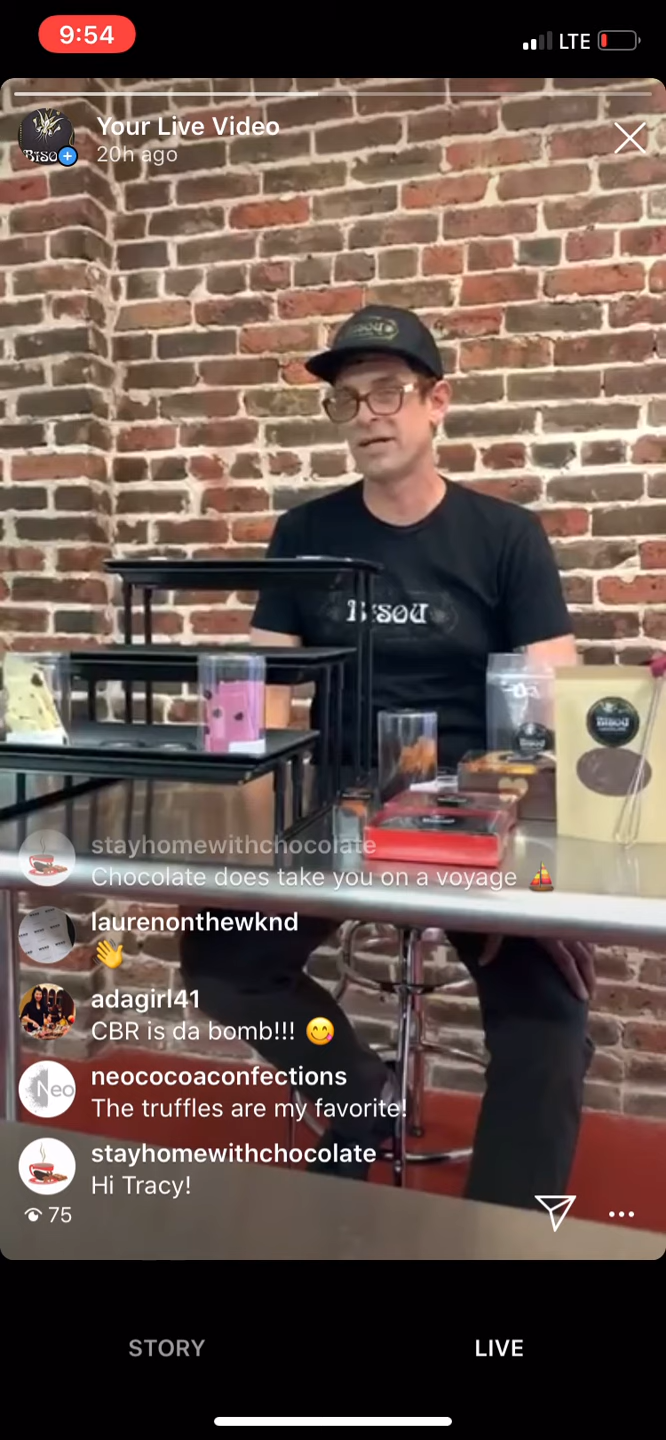 9:54
LTE
Your Live Video
20h ago
BISOU
stayhomewithchocolate
Chocolate does take you on a voyage ⛵
laurenonthewknd
👋
adagirl41
CBR is da bomb!!! 😋
neococoaconfections
The truffles are my favorite!
Neo
stayhomewithchocolate
Hi Tracy!
75
STORY
LIVE